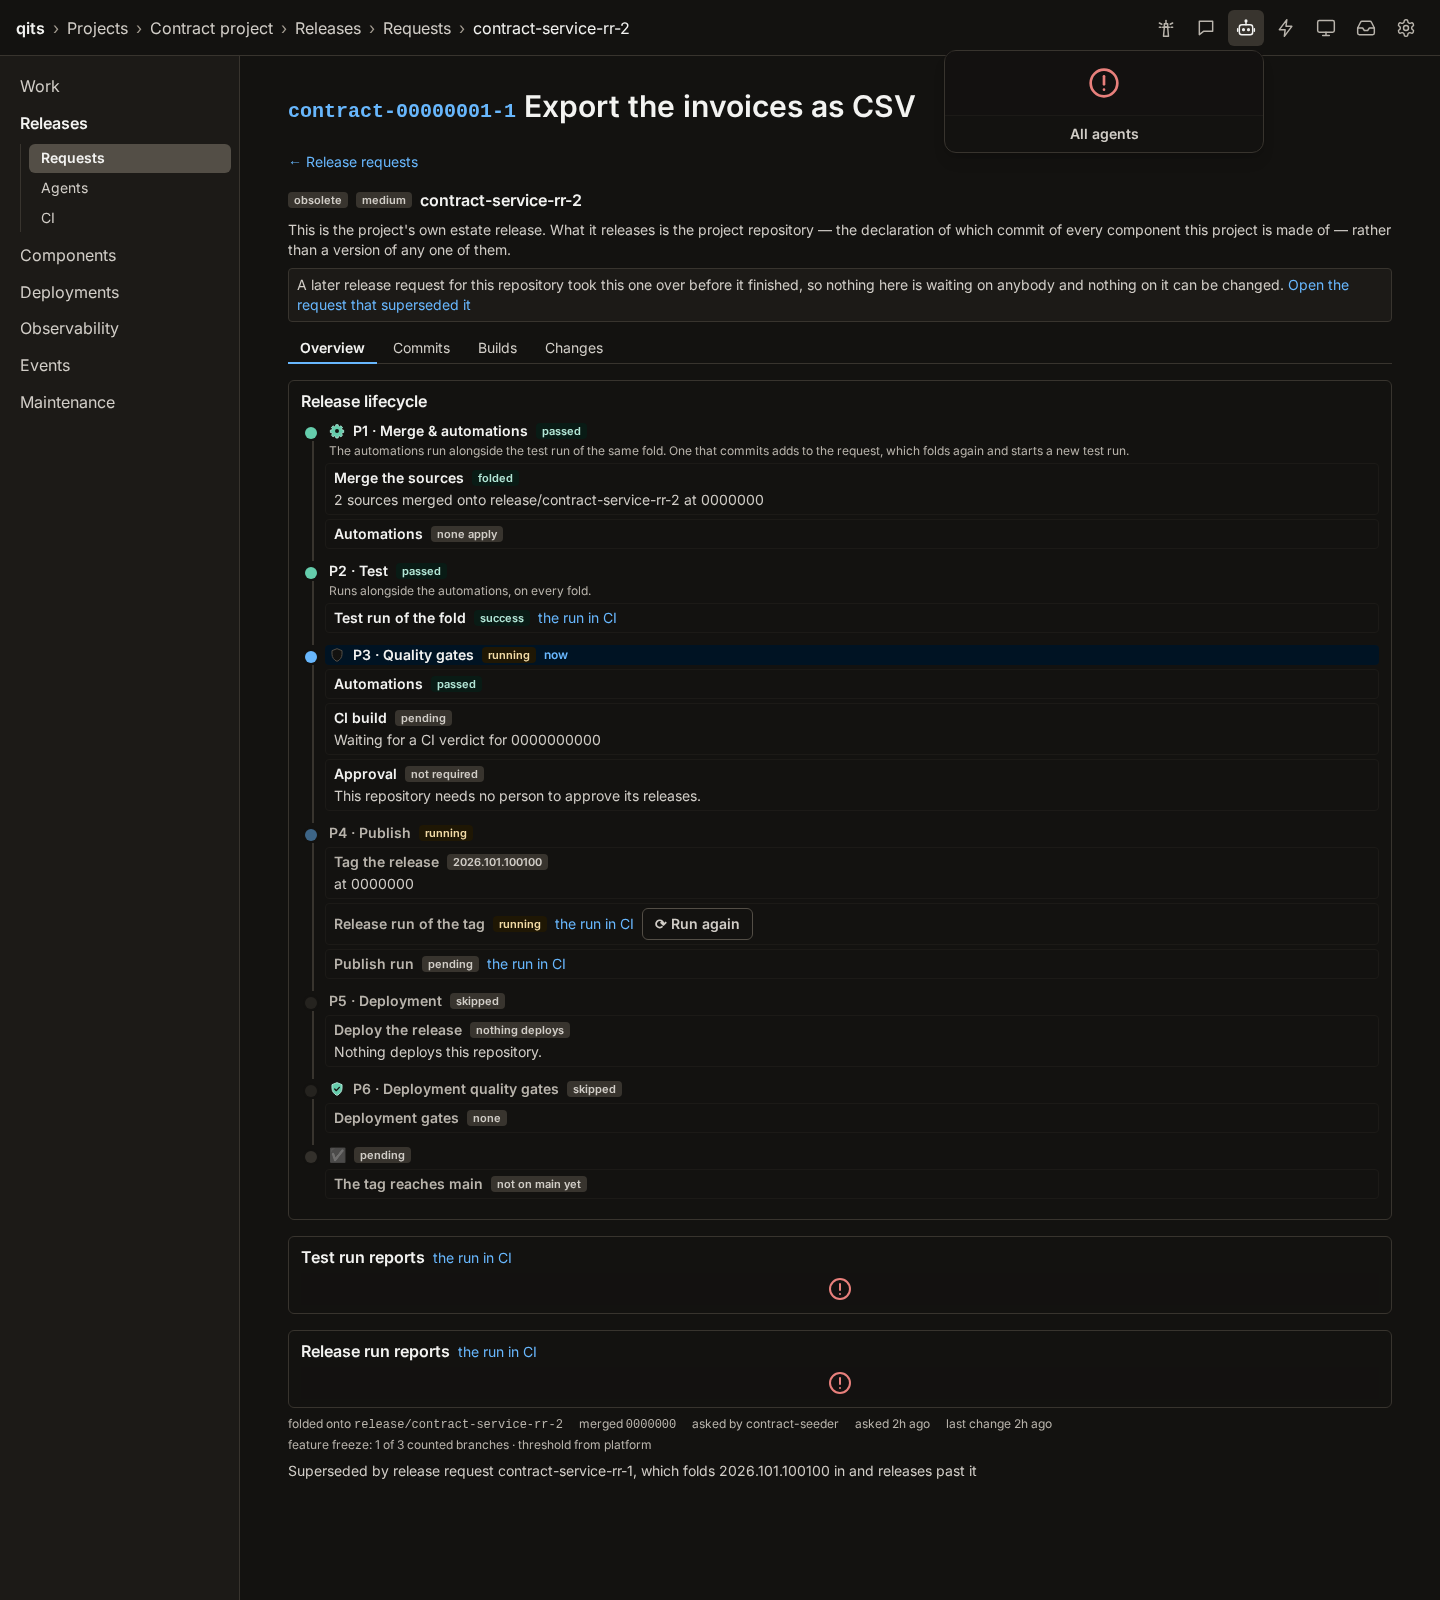 qits › Projects › Contract project › Releases › Requests › contract-service-rr-2
All agents
Work
Releases
Requests
Agents
CI
Components
Deployments
Observability
Events
Maintenance
contract-00000001-1 Export the invoices as CSV
← Release requests
obsolete medium contract-service-rr-2
This is the project's own estate release. What it releases is the project repository — the declaration of which commit of every component this project is made of — rather
than a version of any one of them.
A later release request for this repository took this one over before it finished, so nothing here is waiting on anybody and nothing on it can be changed. Open the
request that superseded it
Overview Commits Builds Changes
Release lifecycle
P1 · Merge & automations passed
The automations run alongside the test run of the same fold. One that commits adds to the request, which folds again and starts a new test run.
Merge the sources folded
2 sources merged onto release/contract-service-rr-2 at 0000000
Automations none apply
P2 · Test passed
Runs alongside the automations, on every fold.
Test run of the fold success the run in CI
P3 · Quality gates running now
Automations passed
CI build pending
Waiting for a CI verdict for 0000000000
Approval not required
This repository needs no person to approve its releases.
P4 · Publish running
Tag the release 2026.101.100100
at 0000000
Release run of the tag running the run in CI ⟳ Run again
Publish run pending the run in CI
P5 · Deployment skipped
Deploy the release nothing deploys
Nothing deploys this repository.
P6 · Deployment quality gates skipped
Deployment gates none
pending
The tag reaches main not on main yet
Test run reports the run in CI
Release run reports the run in CI
folded onto release/contract-service-rr-2 merged 0000000 asked by contract-seeder asked 2h ago last change 2h ago
feature freeze: 1 of 3 counted branches · threshold from platform
Superseded by release request contract-service-rr-1, which folds 2026.101.100100 in and releases past it